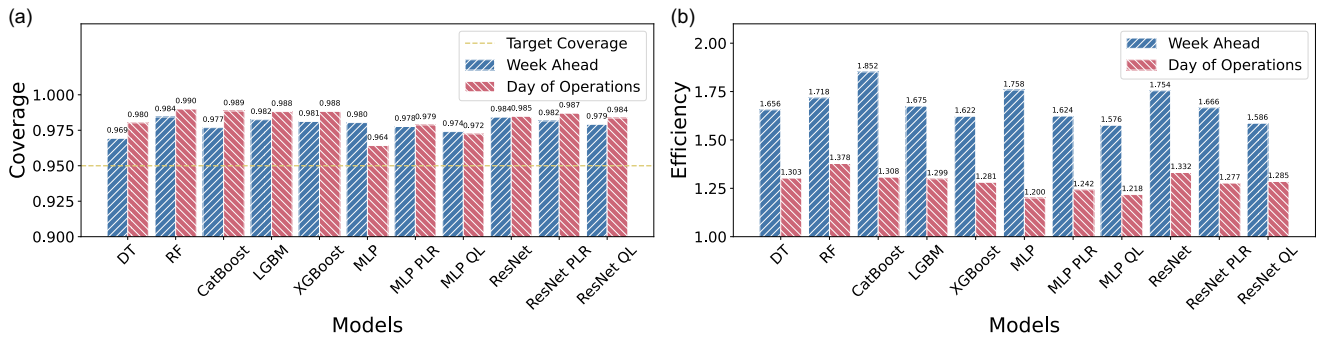 (a)
Coverage
1.000
0.975
0.950
0.925
0.900
Target Coverage
Week Ahead
Day of Operations
0.969 0.980 0.984 0.990 0.977 0.989 0.982 0.988 0.981 0.988 0.980 0.964 0.978 0.979 0.974 0.972 0.984 0.985 0.982 0.987 0.979 0.984
DT RF CatBoost LGBM XGBoost MLP MLP PLR MLP QL ResNet ResNet PLR ResNet QL
Models
(b)
Efficiency
2.00
1.75
1.50
1.25
1.00
Week Ahead
Day of Operations
1.656 1.303 1.718 1.378 1.852 1.308 1.675 1.299 1.622 1.281 1.758 1.200 1.624 1.242 1.576 1.218 1.754 1.332 1.666 1.277 1.586 1.285
DT RF CatBoost LGBM XGBoost MLP MLP PLR MLP QL ResNet ResNet PLR ResNet QL
Models